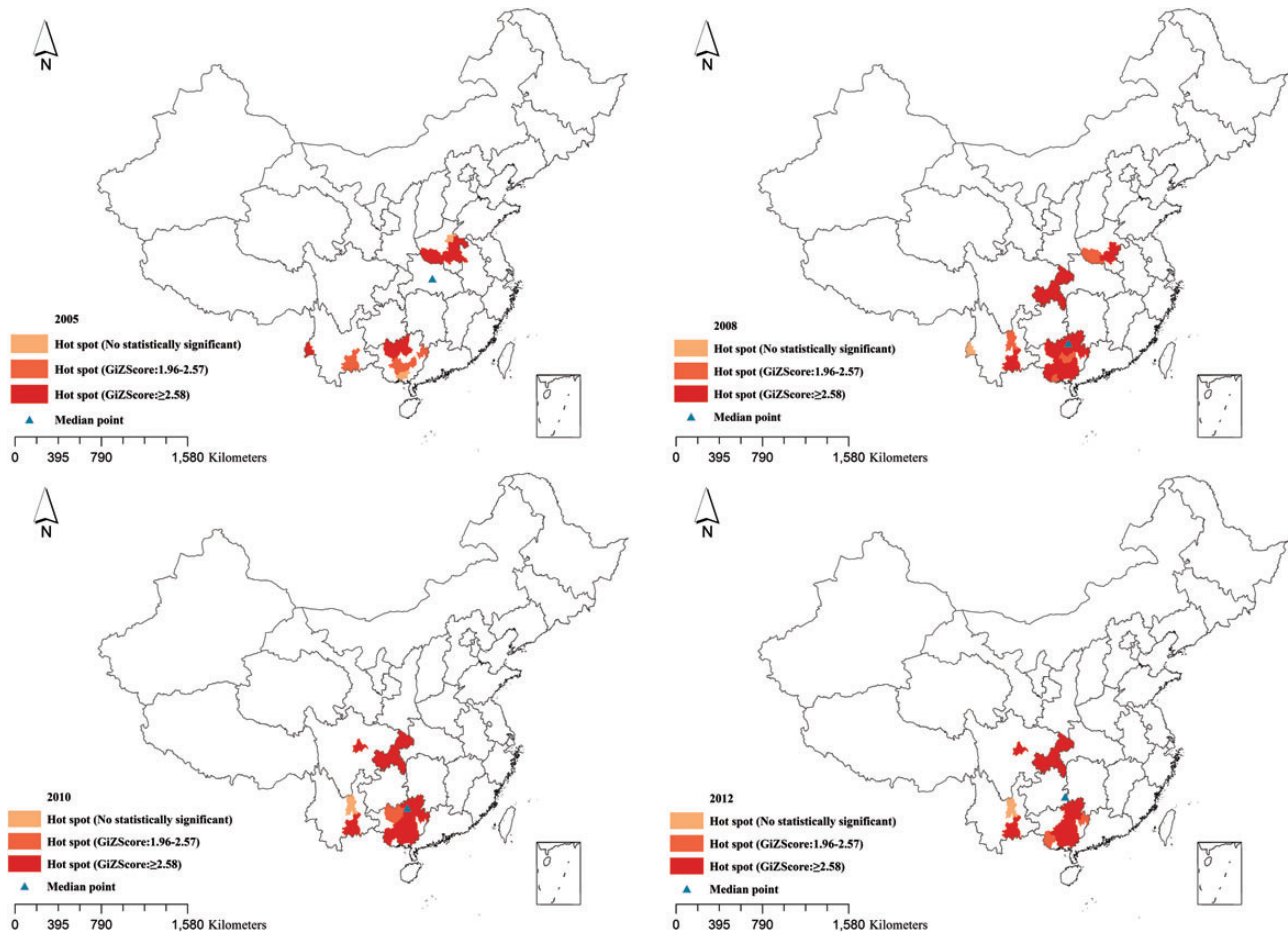 N
2005
Hot spot (No statistically significant)
Hot spot (GiZScore:1.96-2.57)
Hot spot (GiZScore:≥2.58)
Median point
0 395 790 1,580 Kilometers
N
2008
Hot spot (No statistically significant)
Hot spot (GiZScore:1.96-2.57)
Hot spot (GiZScore:≥2.58)
Median point
0 395 790 1,580 Kilometers
N
2010
Hot spot (No statistically significant)
Hot spot (GiZScore:1.96-2.57)
Hot spot (GiZScore:≥2.58)
Median point
0 395 790 1,580 Kilometers
N
2012
Hot spot (No statistically significant)
Hot spot (GiZScore:1.96-2.57)
Hot spot (GiZScore:≥2.58)
Median point
0 395 790 1,580 Kilometers